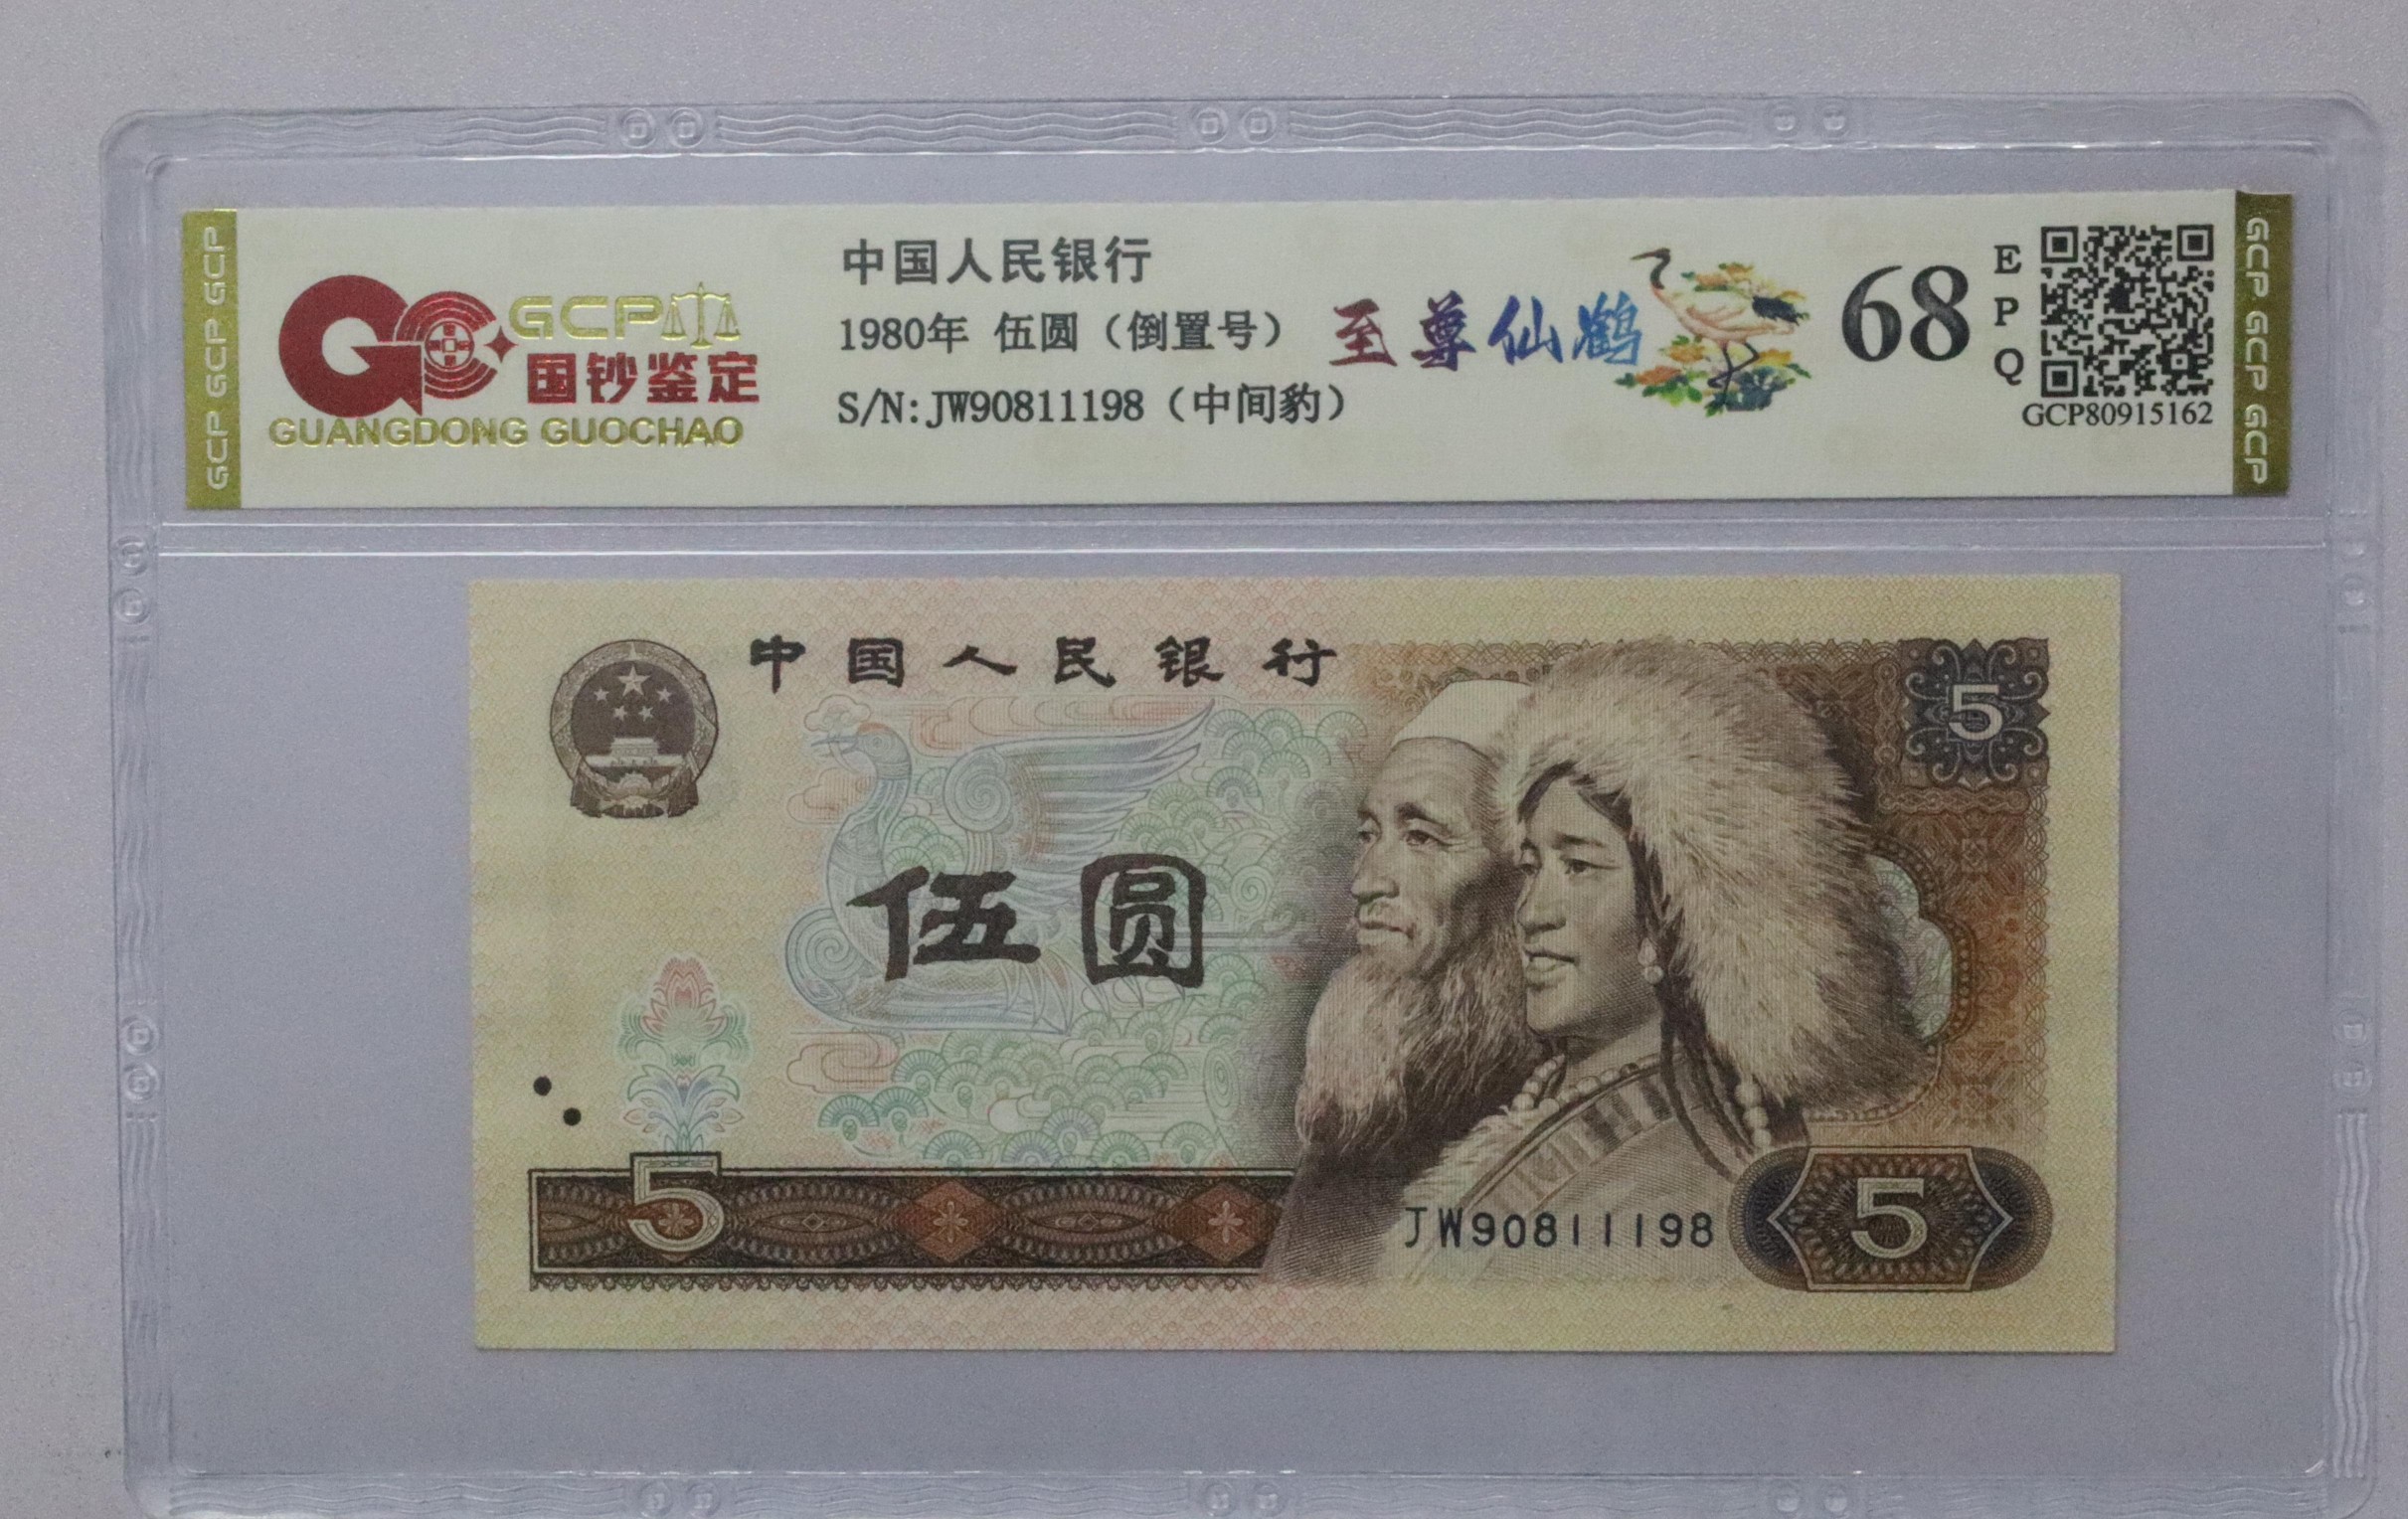 GCP GCP GCP
GCP
国钞鉴定
GUANGDONG GUOCHAO
中国人民银行
1980年 伍圆（倒置号）
S/N:JW90811198（中间豹）
至尊仙鹤
68
EPQ
GCP80915162
GCP GCP GCP
中国人民银行
5
伍圆
5
JW90811198
5